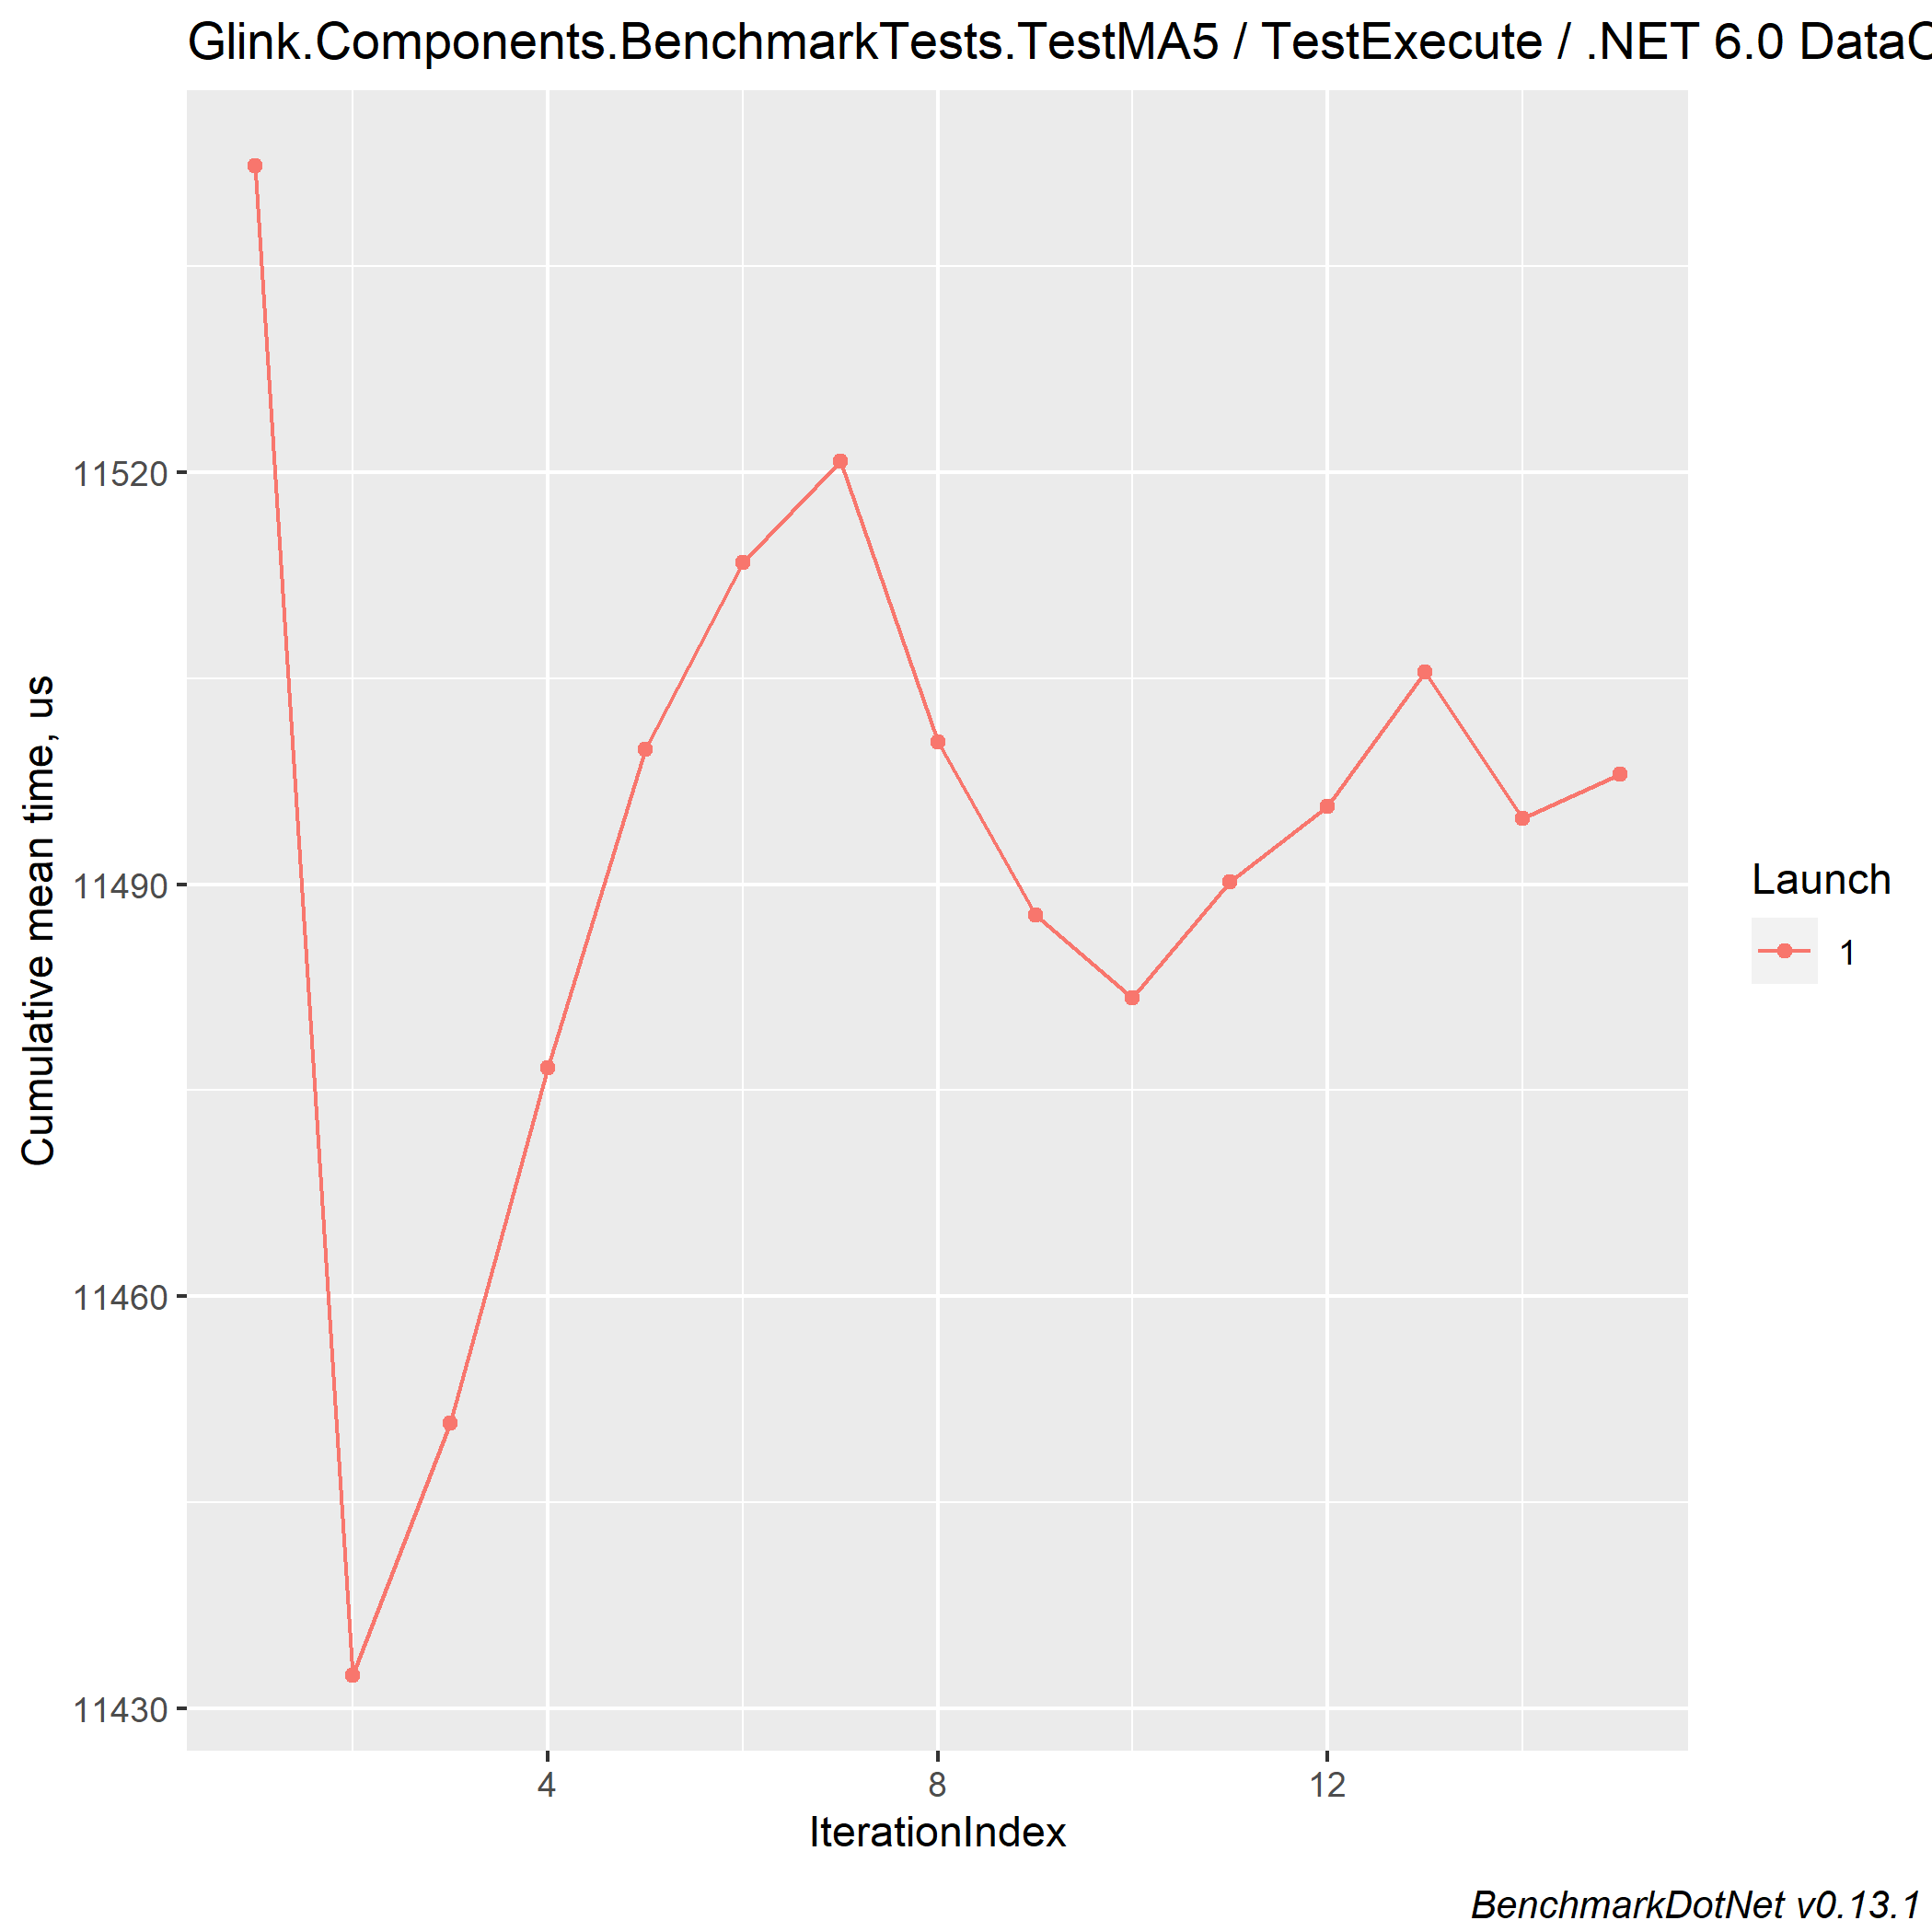 Glink.Components.BenchmarkTests.TestMA5 / TestExecute / .NET 6.0
Cumulative mean time, us
11520
11490
11460
11430
4 8 12
IterationIndex
Launch
1
BenchmarkDotNet v0.13.1